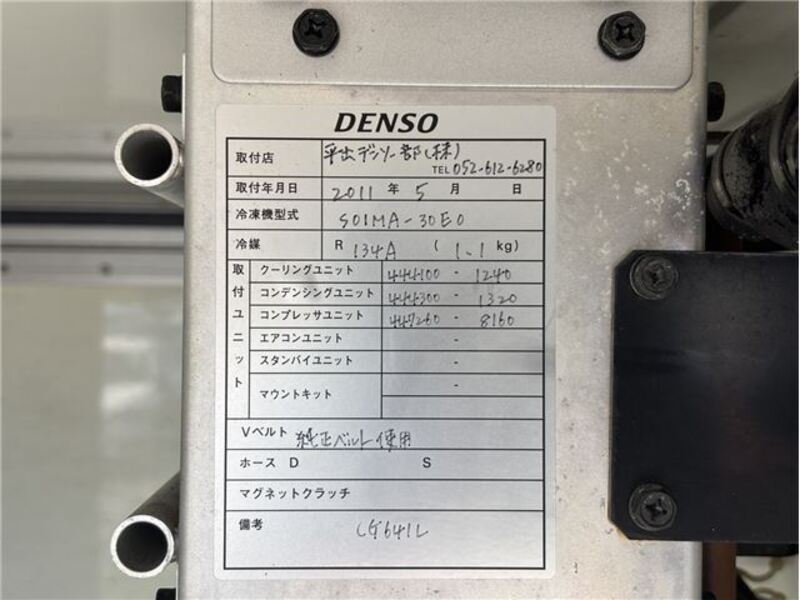 DENSO
取付店 平出デンソー部(株)
TEL 052-612-6280
取付年月日 2011年 5月 日
冷凍機型式 S01MA-30E0
冷媒 R 134A (1.1kg)
取付ユニット
クーリングユニット 444100-1240
コンデンシングユニット 444300-1320
コンプレッサユニット 447260-8160
エアコンユニット -
スタンバイユニット -
マウントキット -
Vベルト 純正ベルト使用
ホース D S
マグネットクラッチ
備考 LG641L